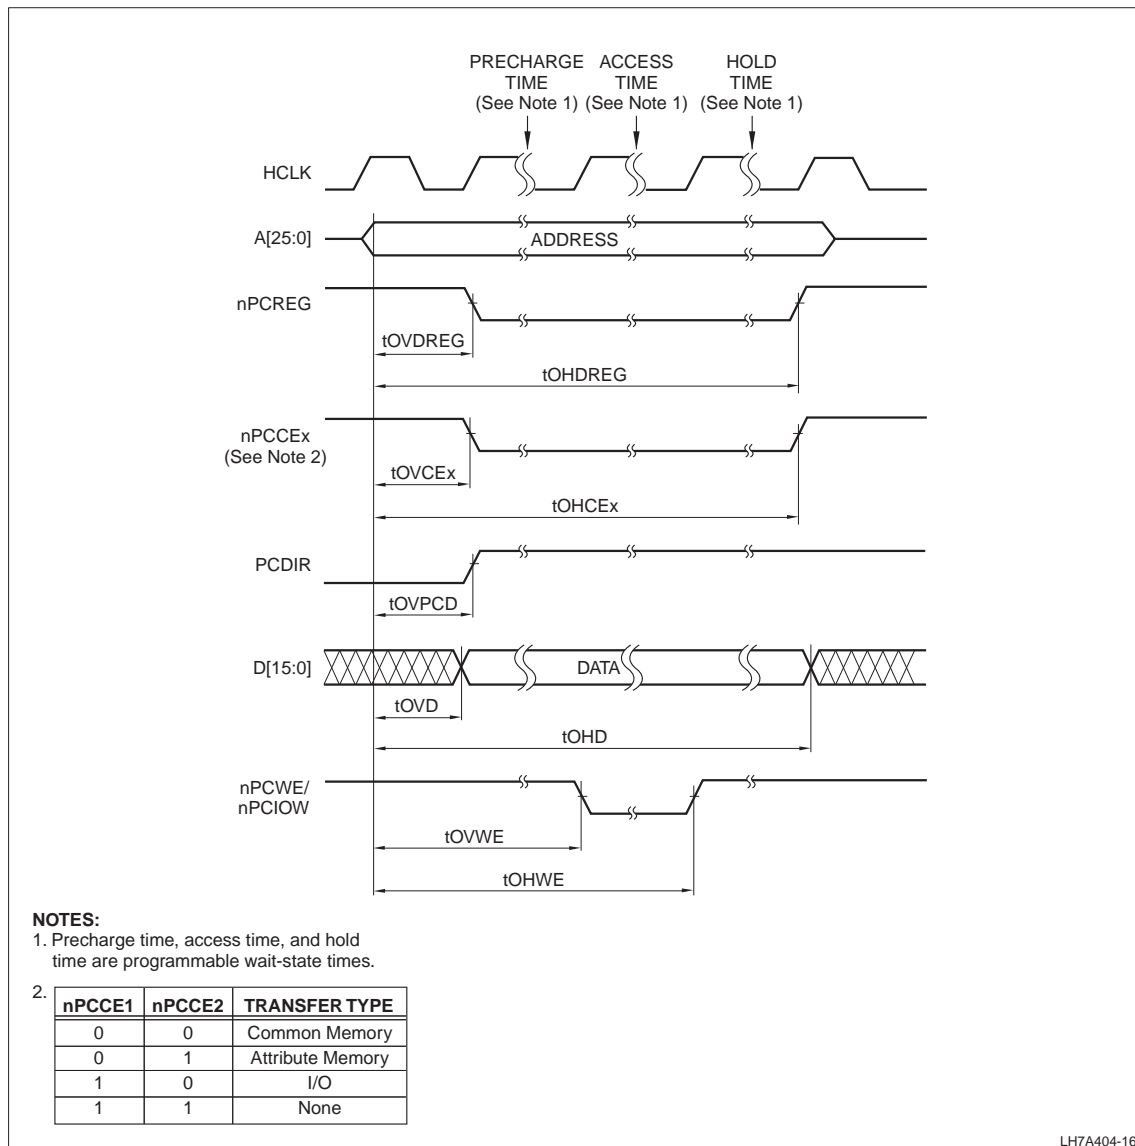 PRECHARGE ACCESS HOLD
TIME TIME TIME
(See Note 1) (See Note 1) (See Note 1)
HCLK
A[25:0]
ADDRESS
nPCREG
tOVDREG
tOHDREG
nPCCEx
(See Note 2)
tOVCEx
tOHCEx
PCDIR
tOVPCD
D[15:0]
DATA
tOVD
tOHD
nPCWE/
nPCIOW
tOVWE
tOHWE
NOTES:
1. Precharge time, access time, and hold
time are programmable wait-state times.
2.
nPCCE1 nPCCE2 TRANSFER TYPE
0 0 Common Memory
0 1 Attribute Memory
1 0 I/O
1 1 None
LH7A404-16